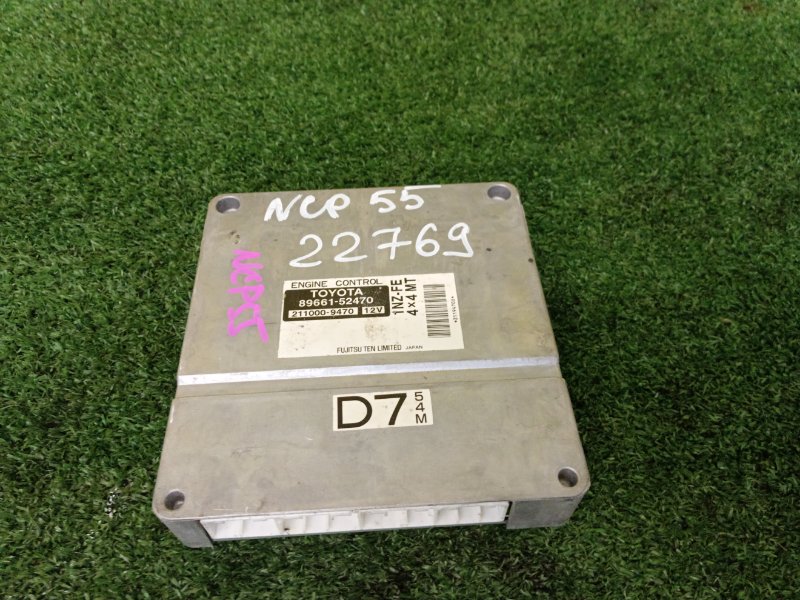 NCP 55
22769
ENGINE CONTROL
TOYOTA
89661-52470
211000-9470 12V
1NZ-FE
4×4 MT
FUJITSU TEN LIMITED JAPAN
D7
54M